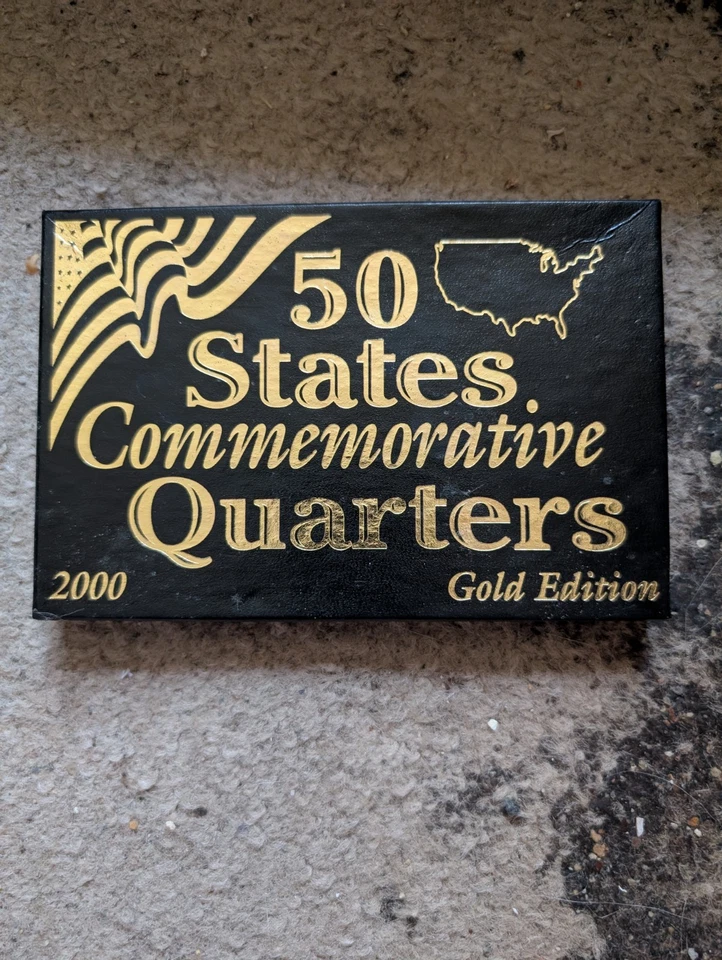 50
States
Commemorative
Quarters
2000 Gold Edition